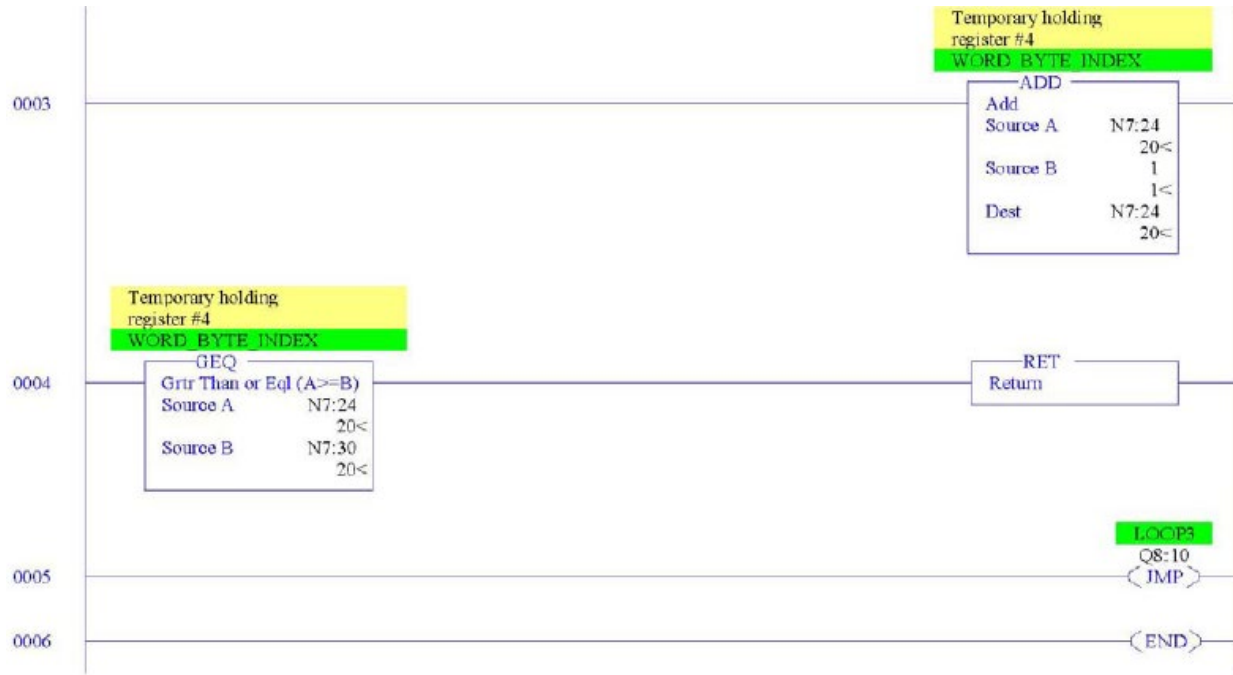 Temporary holding
register #4
WORD_BYTE_INDEX
ADD
0003
Add
Source A N7:24
20<
Source B 1
1<
Dest N7:24
20<
Temporary holding
register #4
WORD_BYTE_INDEX
GEQ
RET
0004
Grtr Than or Eql (A>=B)
Return
Source A N7:24
20<
Source B N7:30
20<
LOOP3
Q8:10
0005
JMP
0006
END